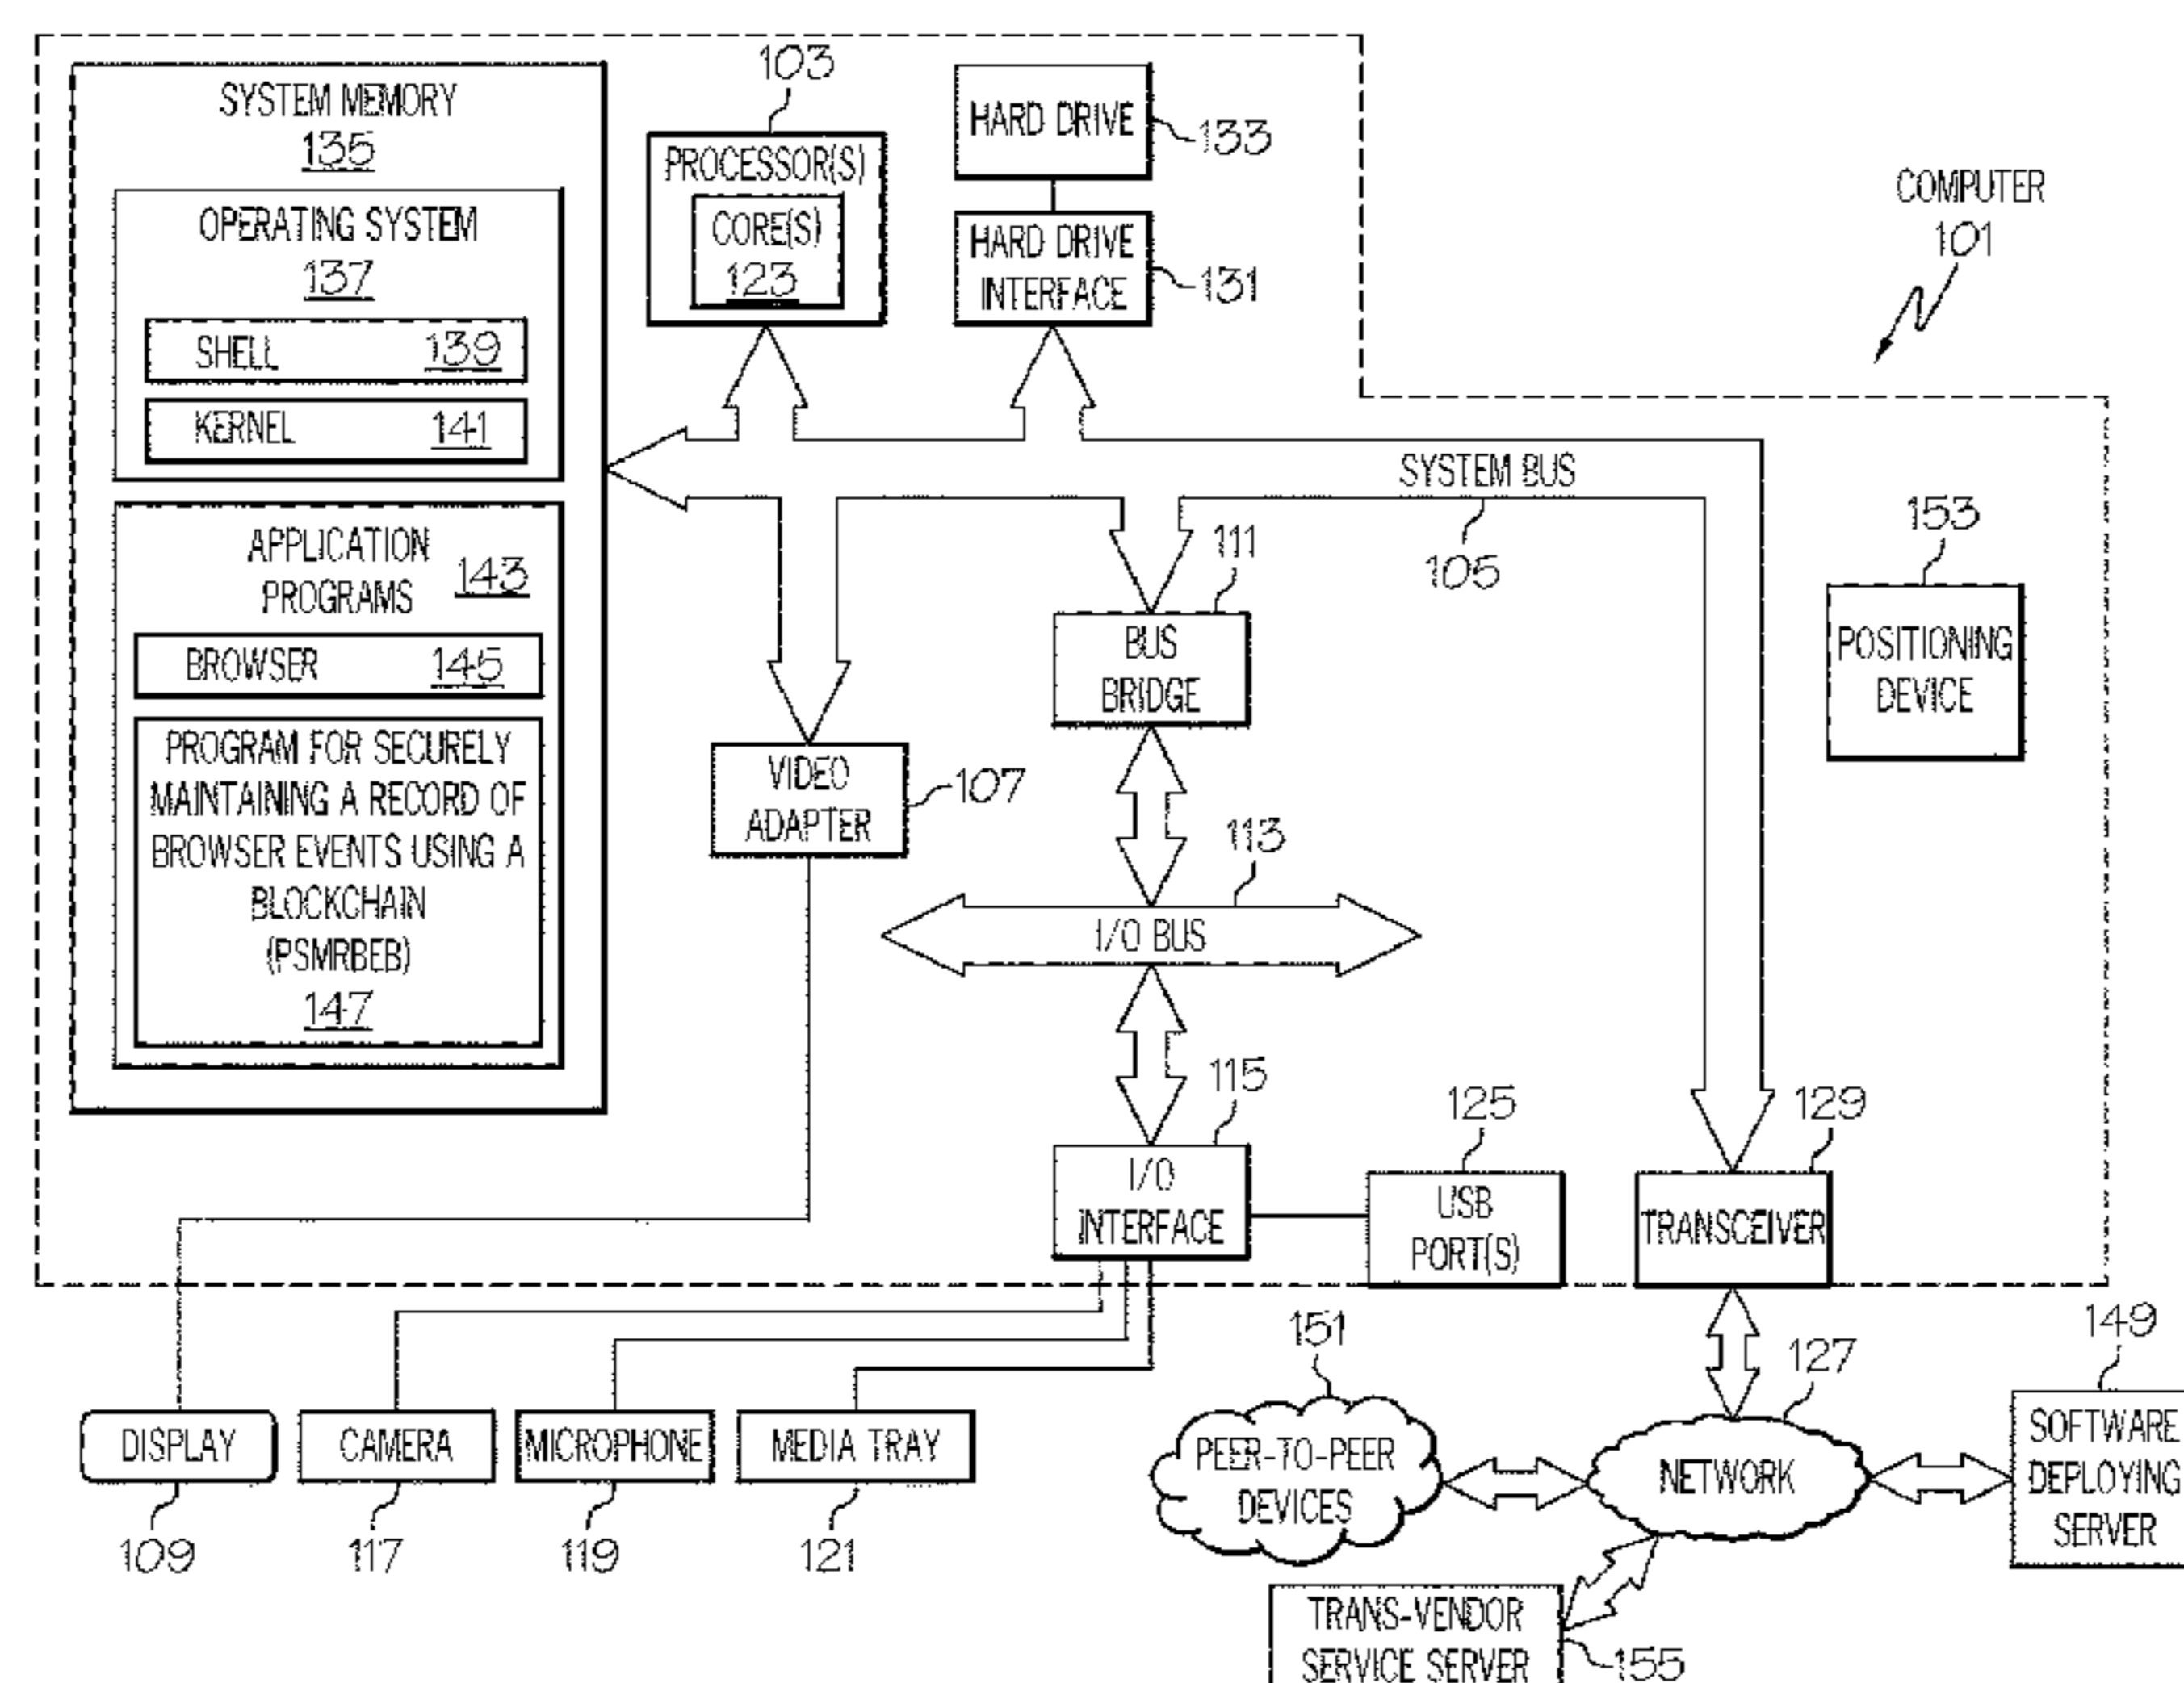 SYSTEM MEMORY
135
OPERATING SYSTEM
137
SHELL 139
KERNEL 141
APPLICATION
PROGRAMS
143
BROWSER 145
PROGRAM FOR SECURELY
MAINTAINING A RECORD OF
BROWSER EVENTS USING A
BLOCKCHAIN
(PSMRBEB)
147
103
PROCESSOR(S)
CORE(S)
123
HARD DRIVE
133
HARD DRIVE
INTERFACE
131
COMPUTER
101
SYSTEM BUS
105
111
BUS
BRIDGE
153
POSITIONING
DEVICE
VIDEO
ADAPTER
107
113
I/O BUS
115
I/O
INTERFACE
125
USB
PORT(S)
129
TRANSCEIVER
DISPLAY
109
CAMERA
117
MICROPHONE
119
MEDIA TRAY
121
151
PEER-TO-PEER
DEVICES
127
NETWORK
149
SOFTWARE
DEPLOYING
SERVER
TRANS-VENDOR
SERVICE SERVER
155